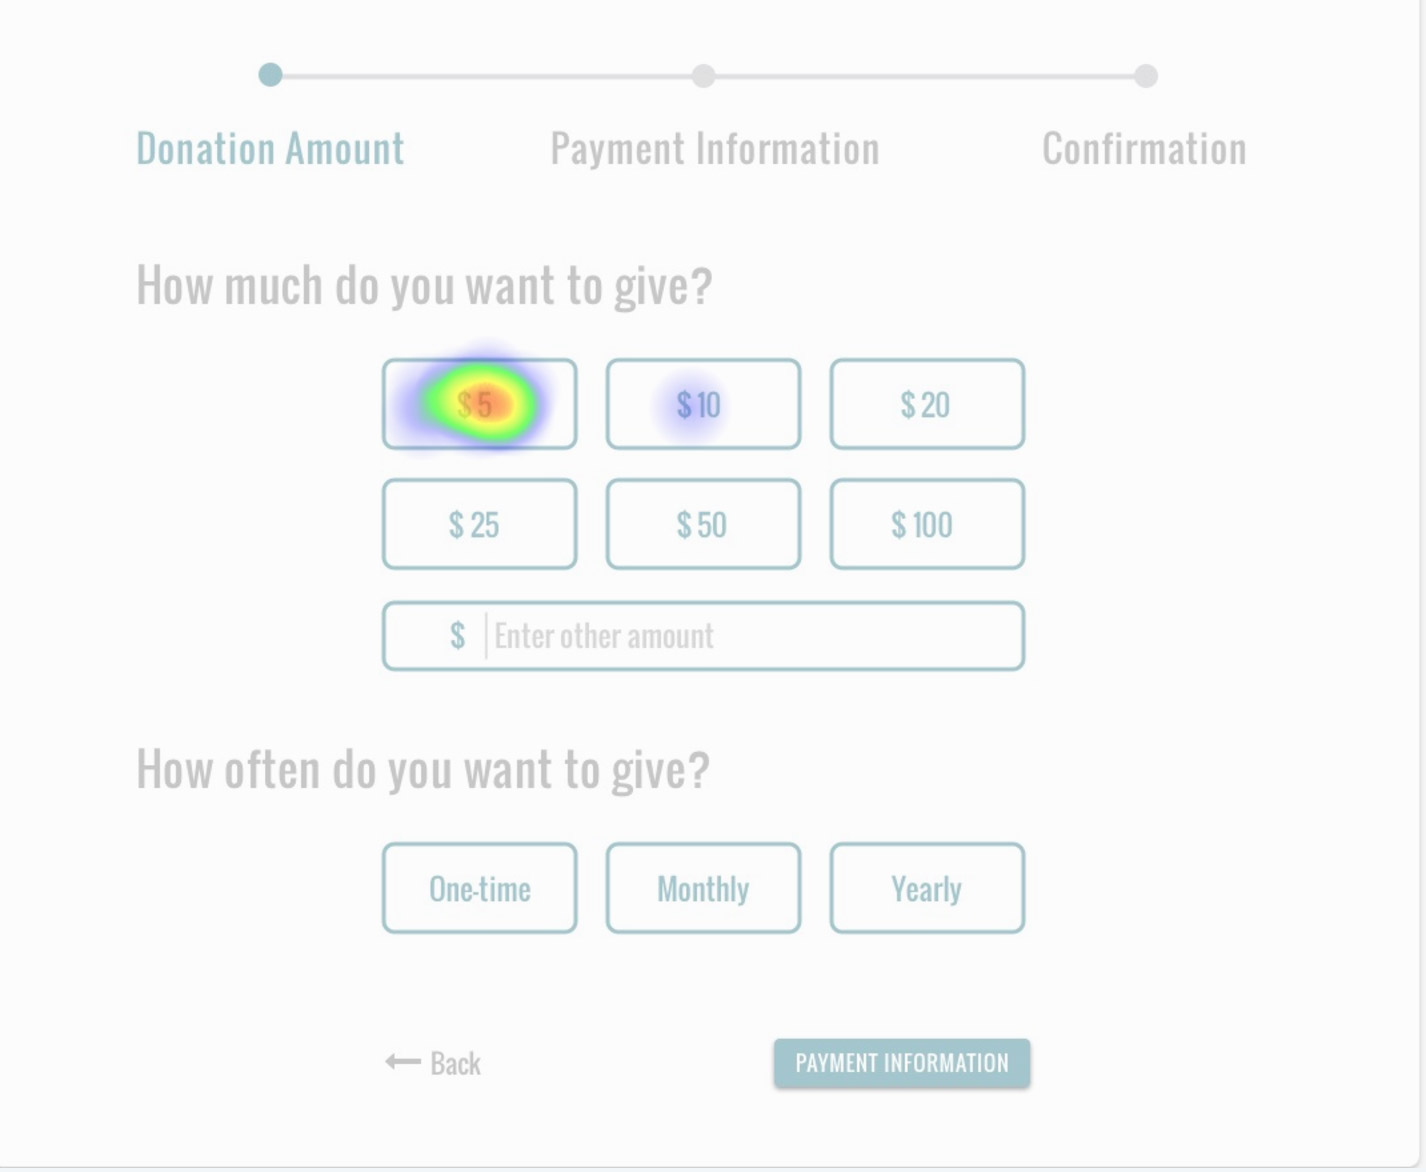 Donation Amount Payment Information Confirmation
How much do you want to give?
$ 5 $ 10 $ 20
$ 25 $ 50 $ 100
$ Enter other amount
How often do you want to give?
One-time Monthly Yearly
Back PAYMENT INFORMATION